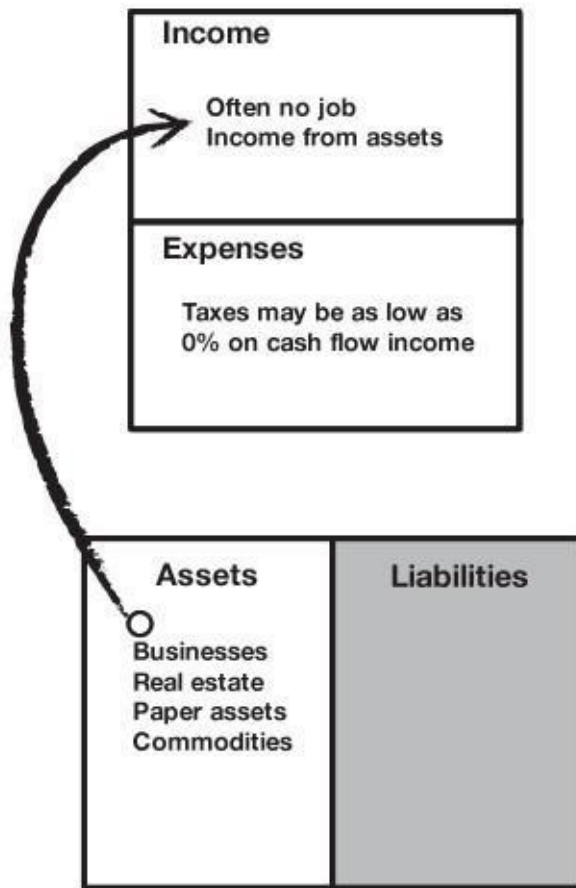 Income
Often no job
Income from assets
Expenses
Taxes may be as low as
0% on cash flow income
Assets
Businesses
Real estate
Paper assets
Commodities
Liabilities